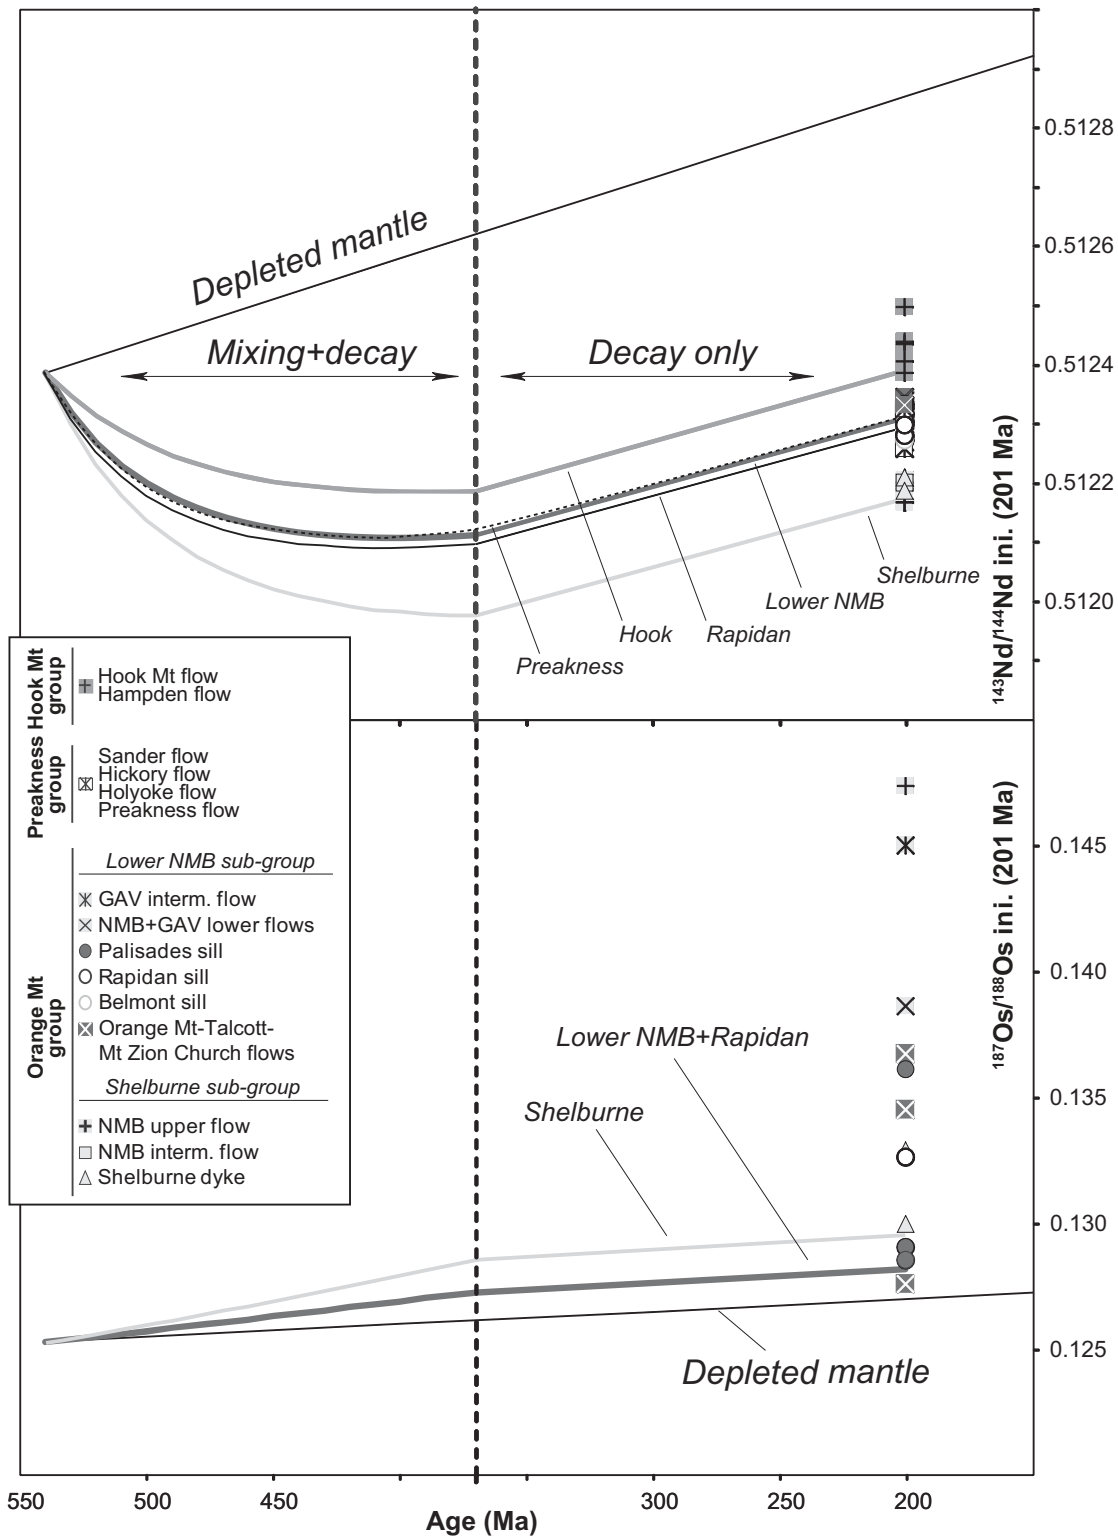 Depleted mantle
Mixing+decay
Decay only
Shelburne
Lower NMB
Hook
Rapidan
Preakness
0.5128
0.5126
0.5124
0.5122
0.5120
143Nd/144Nd ini. (201 Ma)
Hook Mt
group
Hook Mt flow
Hampden flow
Preakness
group
Sander flow
Hickory flow
Holyoke flow
Preakness flow
Orange Mt
group
Lower NMB sub-group
GAV interm. flow
NMB+GAV lower flows
Palisades sill
Rapidan sill
Belmont sill
Orange Mt-Talcott-
Mt Zion Church flows
Shelburne sub-group
NMB upper flow
NMB interm. flow
Shelburne dyke
Lower NMB+Rapidan
Shelburne
Depleted mantle
0.145
0.140
0.135
0.130
0.125
187Os/188Os ini. (201 Ma)
550
500
450
300
250
200
Age (Ma)